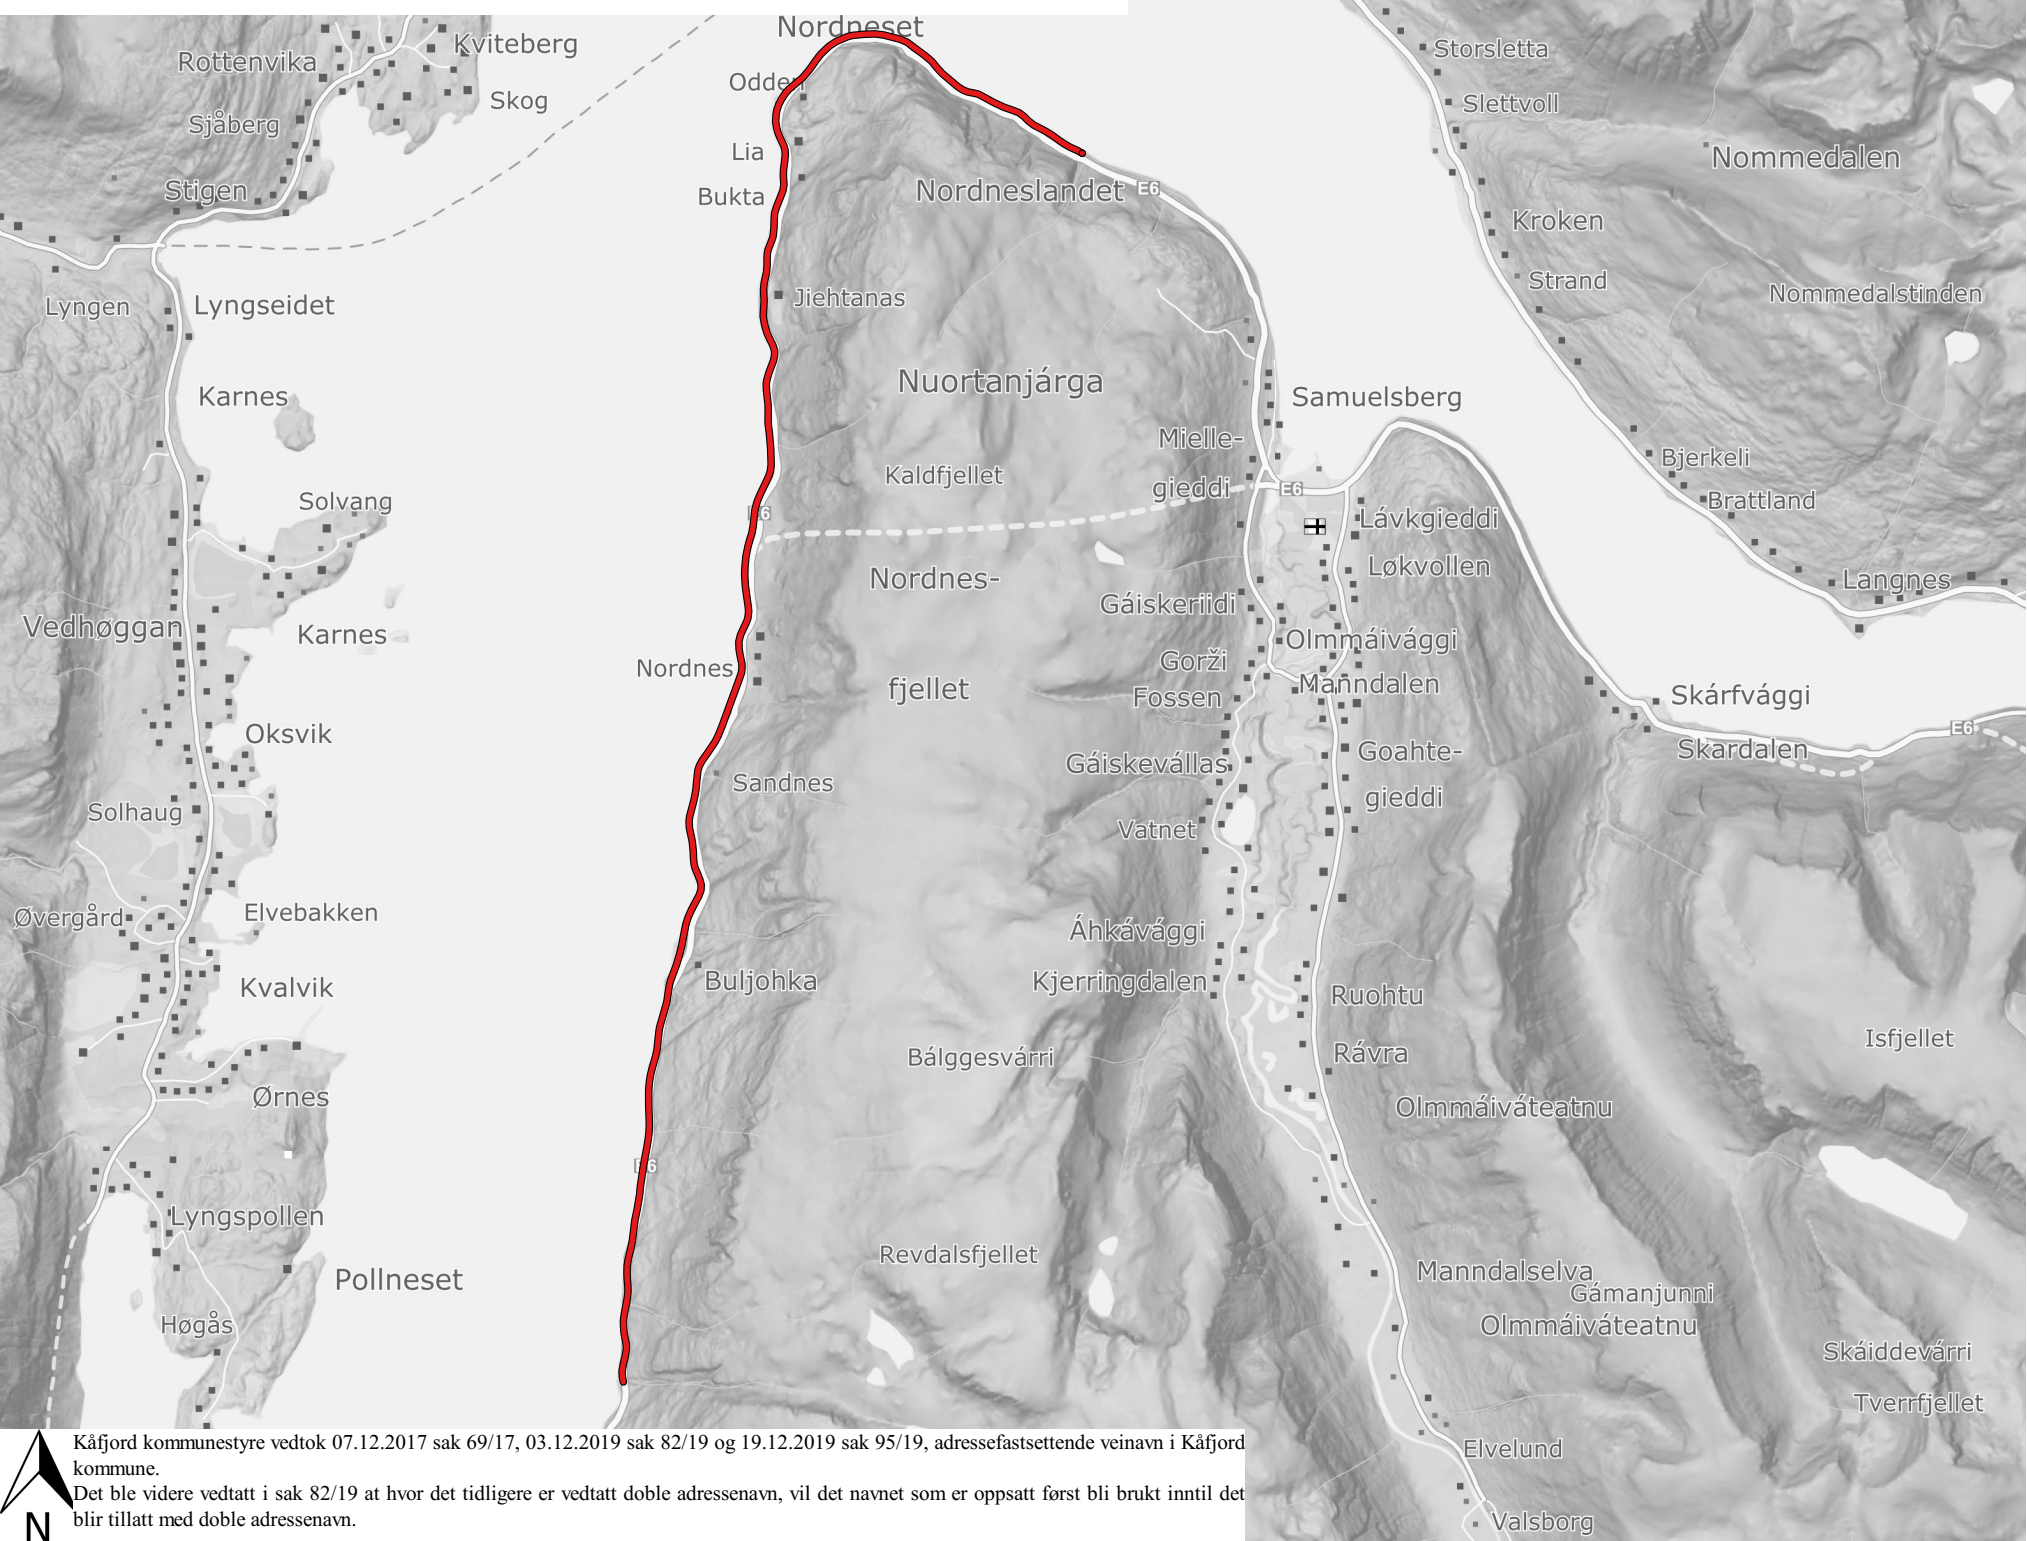 Nordneset
Kviteberg
Rottenvika
Storsletta
Odden
Skog
Slettvoll
Sjåberg
Lia
Nommedalen
Stigen
Bukta
Nordneslandet
E6
Kroken
Strand
Lyngen
Lyngseidet
Jiehtanas
Nommedalstinden
Karnes
Nuortanjárga
Samuelsberg
Mielle-
gieddi
Kaldfjellet
Bjerkeli
Solvang
E6
E6
Brattland
Lávkgieddi
Løkvollen
Nordnes-
fjellet
Langnes
Gáiskeriidi
Vedhøggan
Karnes
Olmmáivággi
Nordnes
Gorži
Fossen
Manndalen
Skárfvággi
Oksvik
E6
Skardalen
Goahte-
gieddi
Gáiskevállas
Sandnes
Solhaug
Vatnet
Øvergård
Elvebakken
Áhkávággi
Kjerringdalen
Buljohka
Kvalvik
Ruohtu
Isfjellet
Rávra
Bálggesvárri
Ørnes
Olmmáiváteatnu
E6
Lyngspollen
Revdalsfjellet
Pollneset
Manndalselva
Gámanjunni
Olmmáiváteatnu
Høgås
Skáiddevárri
Tverrfjellet
Elvelund
Valsborg
Kåfjord kommunestyre vedtok 07.12.2017 sak 69/17, 03.12.2019 sak 82/19 og 19.12.2019 sak 95/19, adressefastsettende veinavn i Kåfjord
kommune.
Det ble videre vedtatt i sak 82/19 at hvor det tidligere er vedtatt doble adressenavn, vil det navnet som er oppsatt først bli brukt inntil det
blir tillatt med doble adressenavn.
N